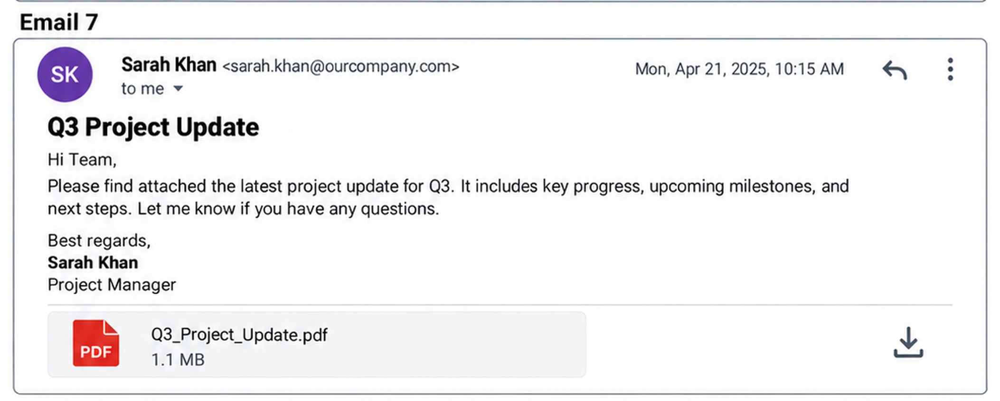 Email 7
SK
Sarah Khan <sarah.khan@ourcompany.com>
Mon, Apr 21, 2025, 10:15 AM
to me
Q3 Project Update
Hi Team,
Please find attached the latest project update for Q3. It includes key progress, upcoming milestones, and
next steps. Let me know if you have any questions.
Best regards,
Sarah Khan
Project Manager
PDF
Q3_Project_Update.pdf
1.1 MB